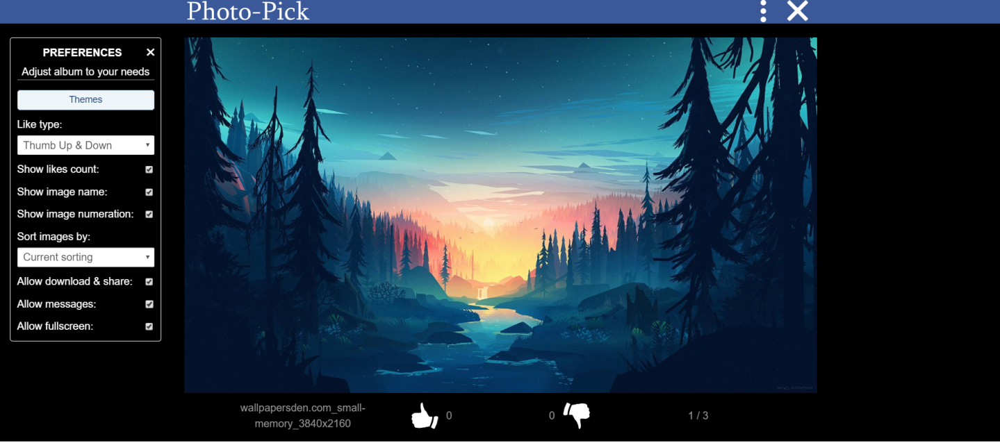 Photo-Pick
PREFERENCES
Adjust album to your needs
Themes
Like type:
Thumb Up & Down
Show likes count:
Show image name:
Show image numeration:
Sort images by:
Current sorting
Allow download & share:
Allow messages:
Allow fullscreen:
wallpapersden.com_small-
memory_3840x2160
0
0
1 / 3